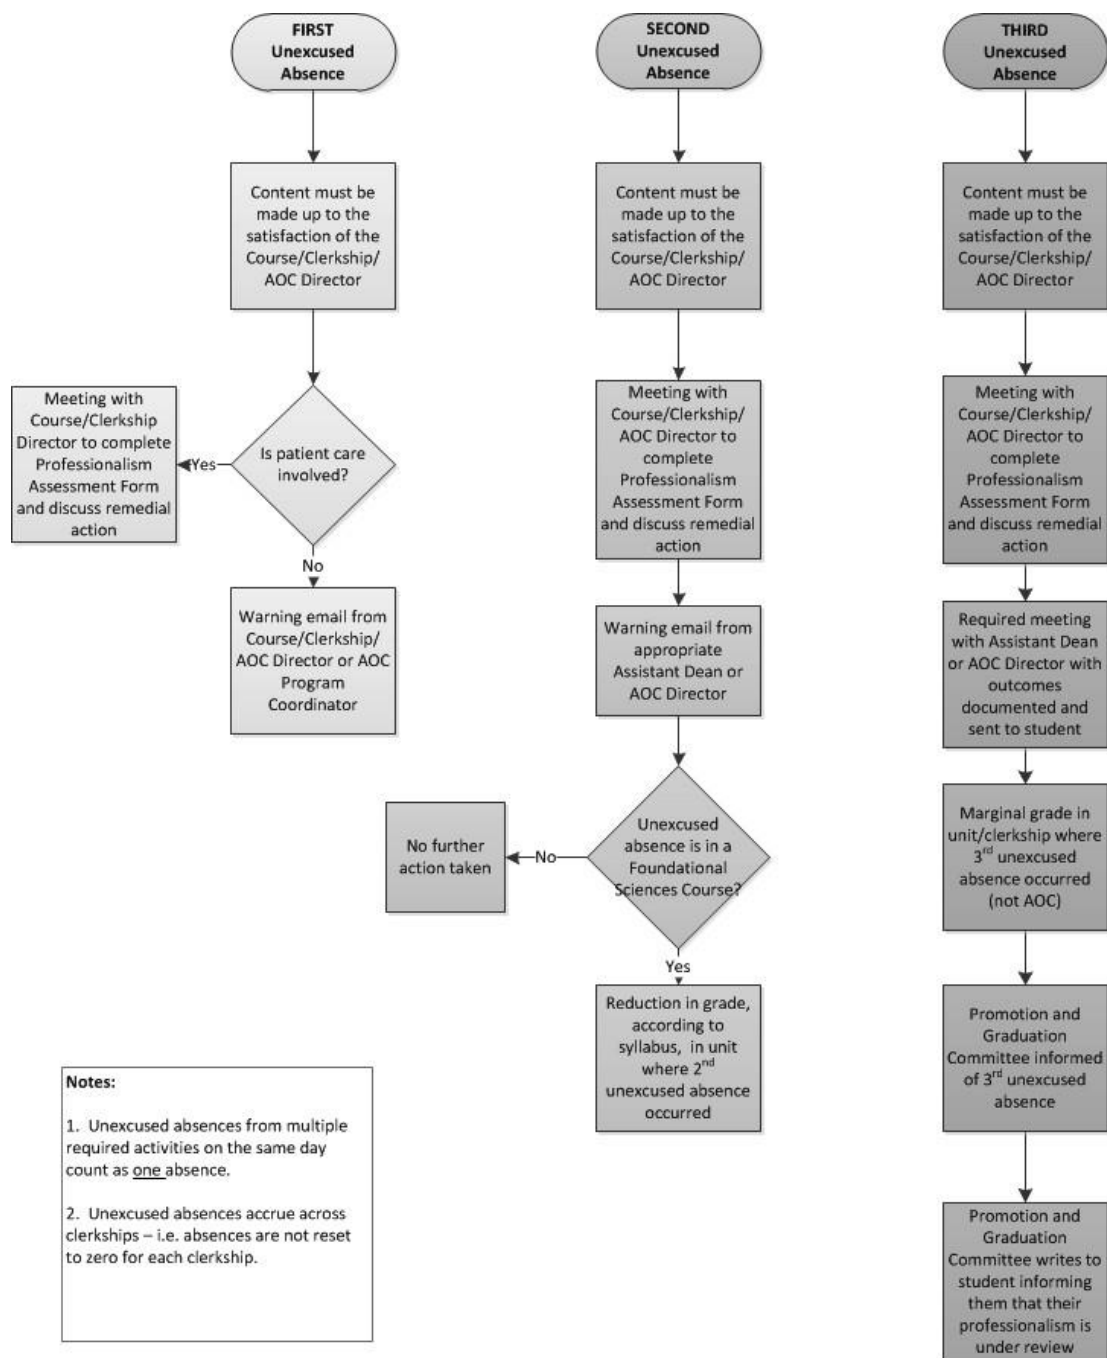 FIRST
Unexcused
Absence
Content must be
made up to the
satisfaction of the
Course/Clerkship/
AOC Director
Is patient care
involved?
Yes
Meeting with
Course/Clerkship
Director to complete
Professionalism
Assessment Form
and discuss remedial
action
No
Warning email from
Course/Clerkship/
AOC Director or AOC
Program
Coordinator
SECOND
Unexcused
Absence
Content must be
made up to the
satisfaction of the
Course/Clerkship/
AOC Director
Meeting with
Course/Clerkship/
AOC Director to
complete
Professionalism
Assessment Form
and discuss remedial
action
Warning email from
appropriate
Assistant Dean or
AOC Director
Unexcused
absence is in a
Foundational
Sciences Course?
No
No further
action taken
Yes
Reduction in grade,
according to
syllabus, in unit
where 2nd
unexcused absence
occurred
THIRD
Unexcused
Absence
Content must be
made up to the
satisfaction of the
Course/Clerkship/
AOC Director
Meeting with
Course/Clerkship/
AOC Director to
complete
Professionalism
Assessment Form
and discuss remedial
action
Required meeting
with Assistant Dean
or AOC Director with
outcomes
documented and
sent to student
Marginal grade in
unit/clerkship where
3rd unexcused
absence occurred
(not AOC)
Promotion and
Graduation
Committee informed
of 3rd unexcused
absence
Promotion and
Graduation
Committee writes to
student informing
them that their
professionalism is
under review
Notes:
1. Unexcused absences from multiple
required activities on the same day
count as one absence.
2. Unexcused absences accrue across
clerkships – i.e. absences are not reset
to zero for each clerkship.